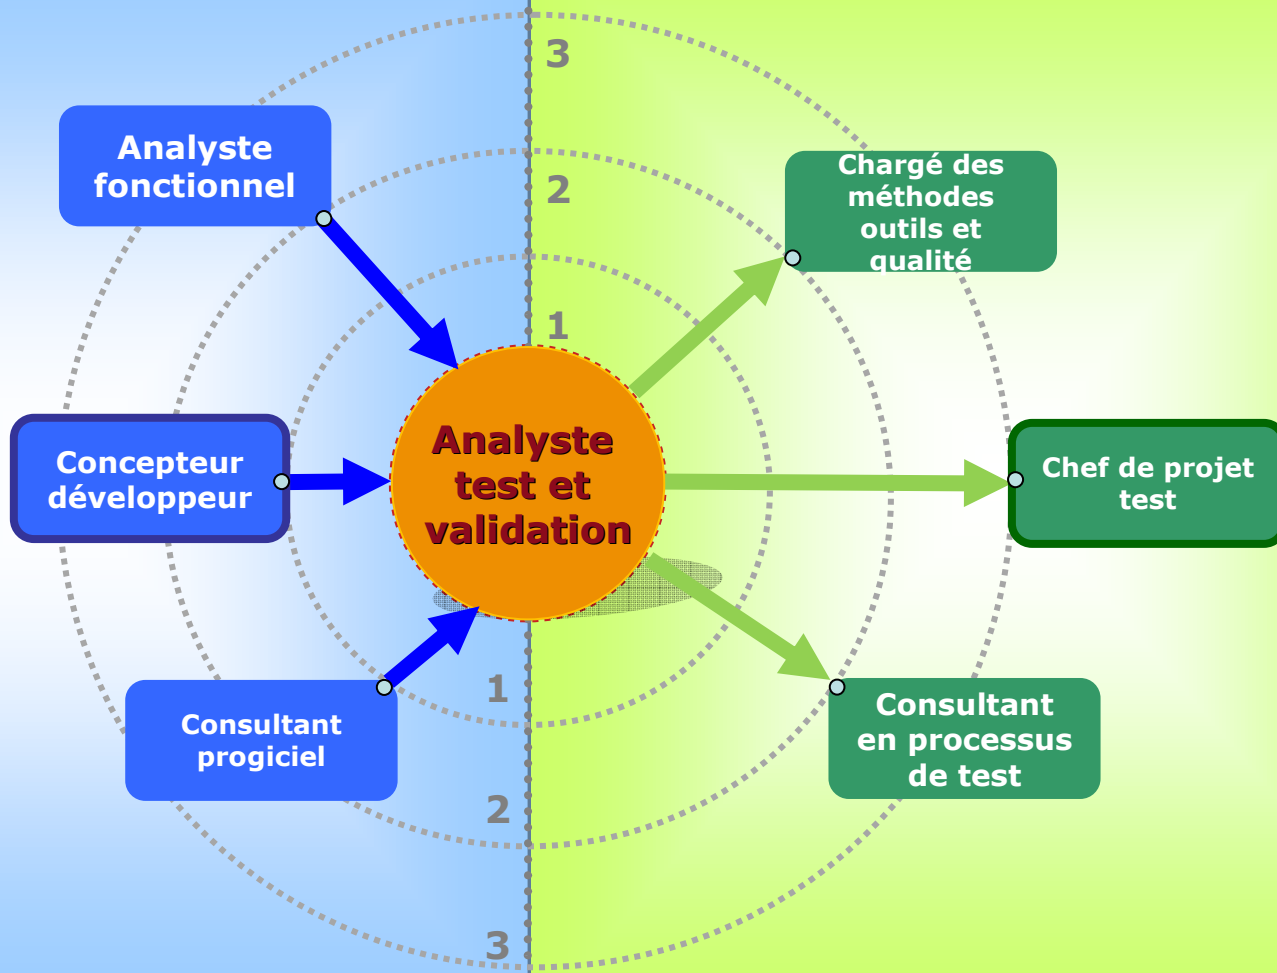 3
Analyste
fonctionnel
Chargé des
méthodes
outils et
qualité
2
1
Analyste
test et
validation
Concepteur
développeur
Chef de projet
test
1
Consultant
progiciel
Consultant
en processus
de test
2
3